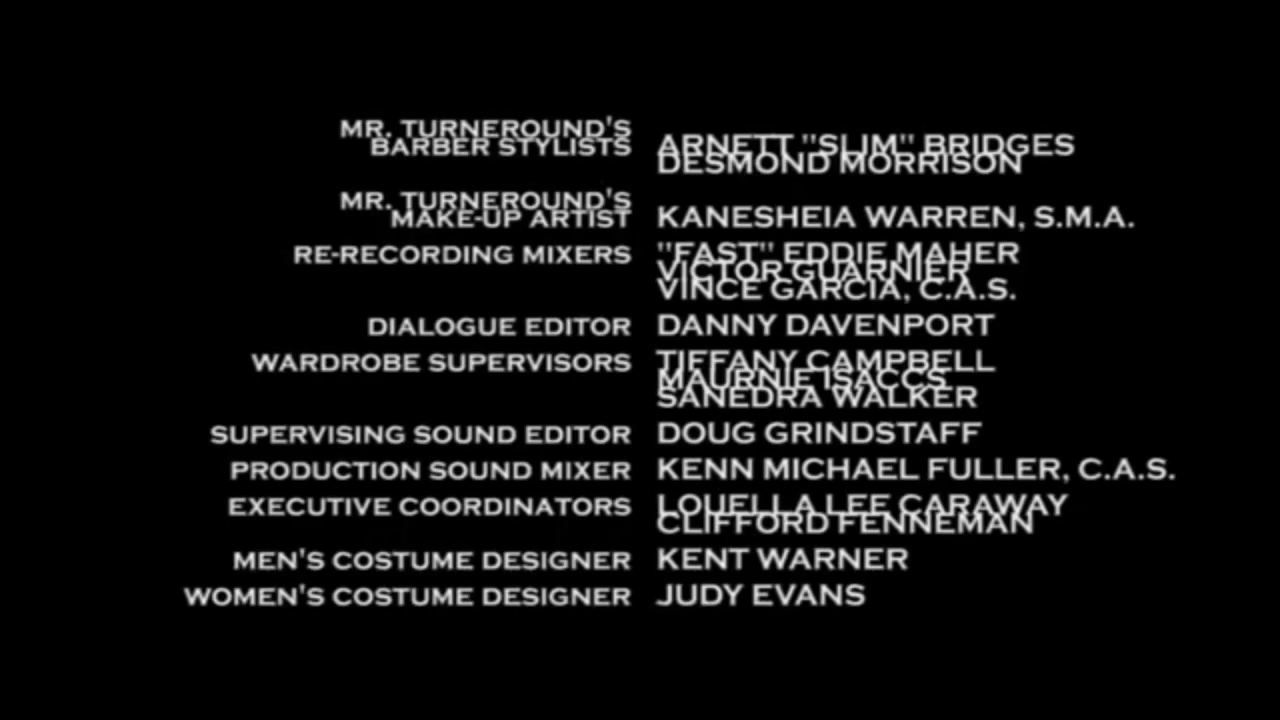 MR. TURNEROUND'S
BARBER STYLISTS ARNETT "SLIM" BRIDGES
DESMOND MORRISON
MR. TURNEROUND'S
MAKE-UP ARTIST KANESHEIA WARREN, S.M.A.
RE-RECORDING MIXERS "FAST" EDDIE MAHER
VICTOR GUARNIER
VINCE GARCIA, C.A.S.
DIALOGUE EDITOR DANNY DAVENPORT
WARDROBE SUPERVISORS TIFFANY CAMPBELL
MAURNIE ISACCS
SANEDRA WALKER
SUPERVISING SOUND EDITOR DOUG GRINDSTAFF
PRODUCTION SOUND MIXER KENN MICHAEL FULLER, C.A.S.
EXECUTIVE COORDINATORS LOUELLA LEE CARAWAY
CLIFFORD FENNEMAN
MEN'S COSTUME DESIGNER KENT WARNER
WOMEN'S COSTUME DESIGNER JUDY EVANS